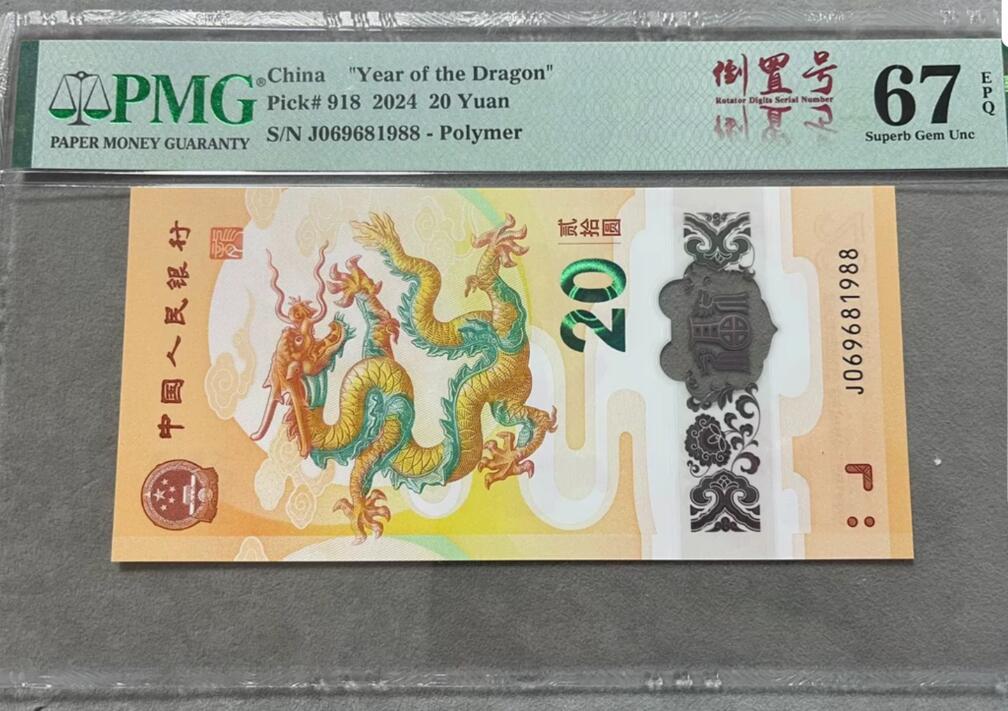 PMG®
PAPER MONEY GUARANTY
China "Year of the Dragon"
Pick# 918 2024 20 Yuan
S/N J069681988 - Polymer
倒置号
Rotator Digits Serial Number
67
EPQ
Superb Gem Unc
中国人民银行
贰拾圆
20
J069681988